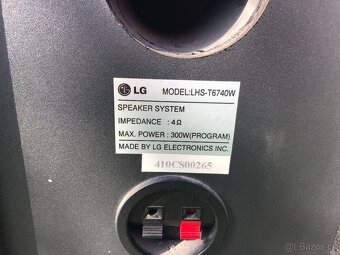 LG MODEL:LHS-T6740W
SPEAKER SYSTEM
IMPEDANCE : 4Ω
MAX. POWER : 300W(PROGRAM)
MADE BY LG ELECTRONICS INC.
410CS00265